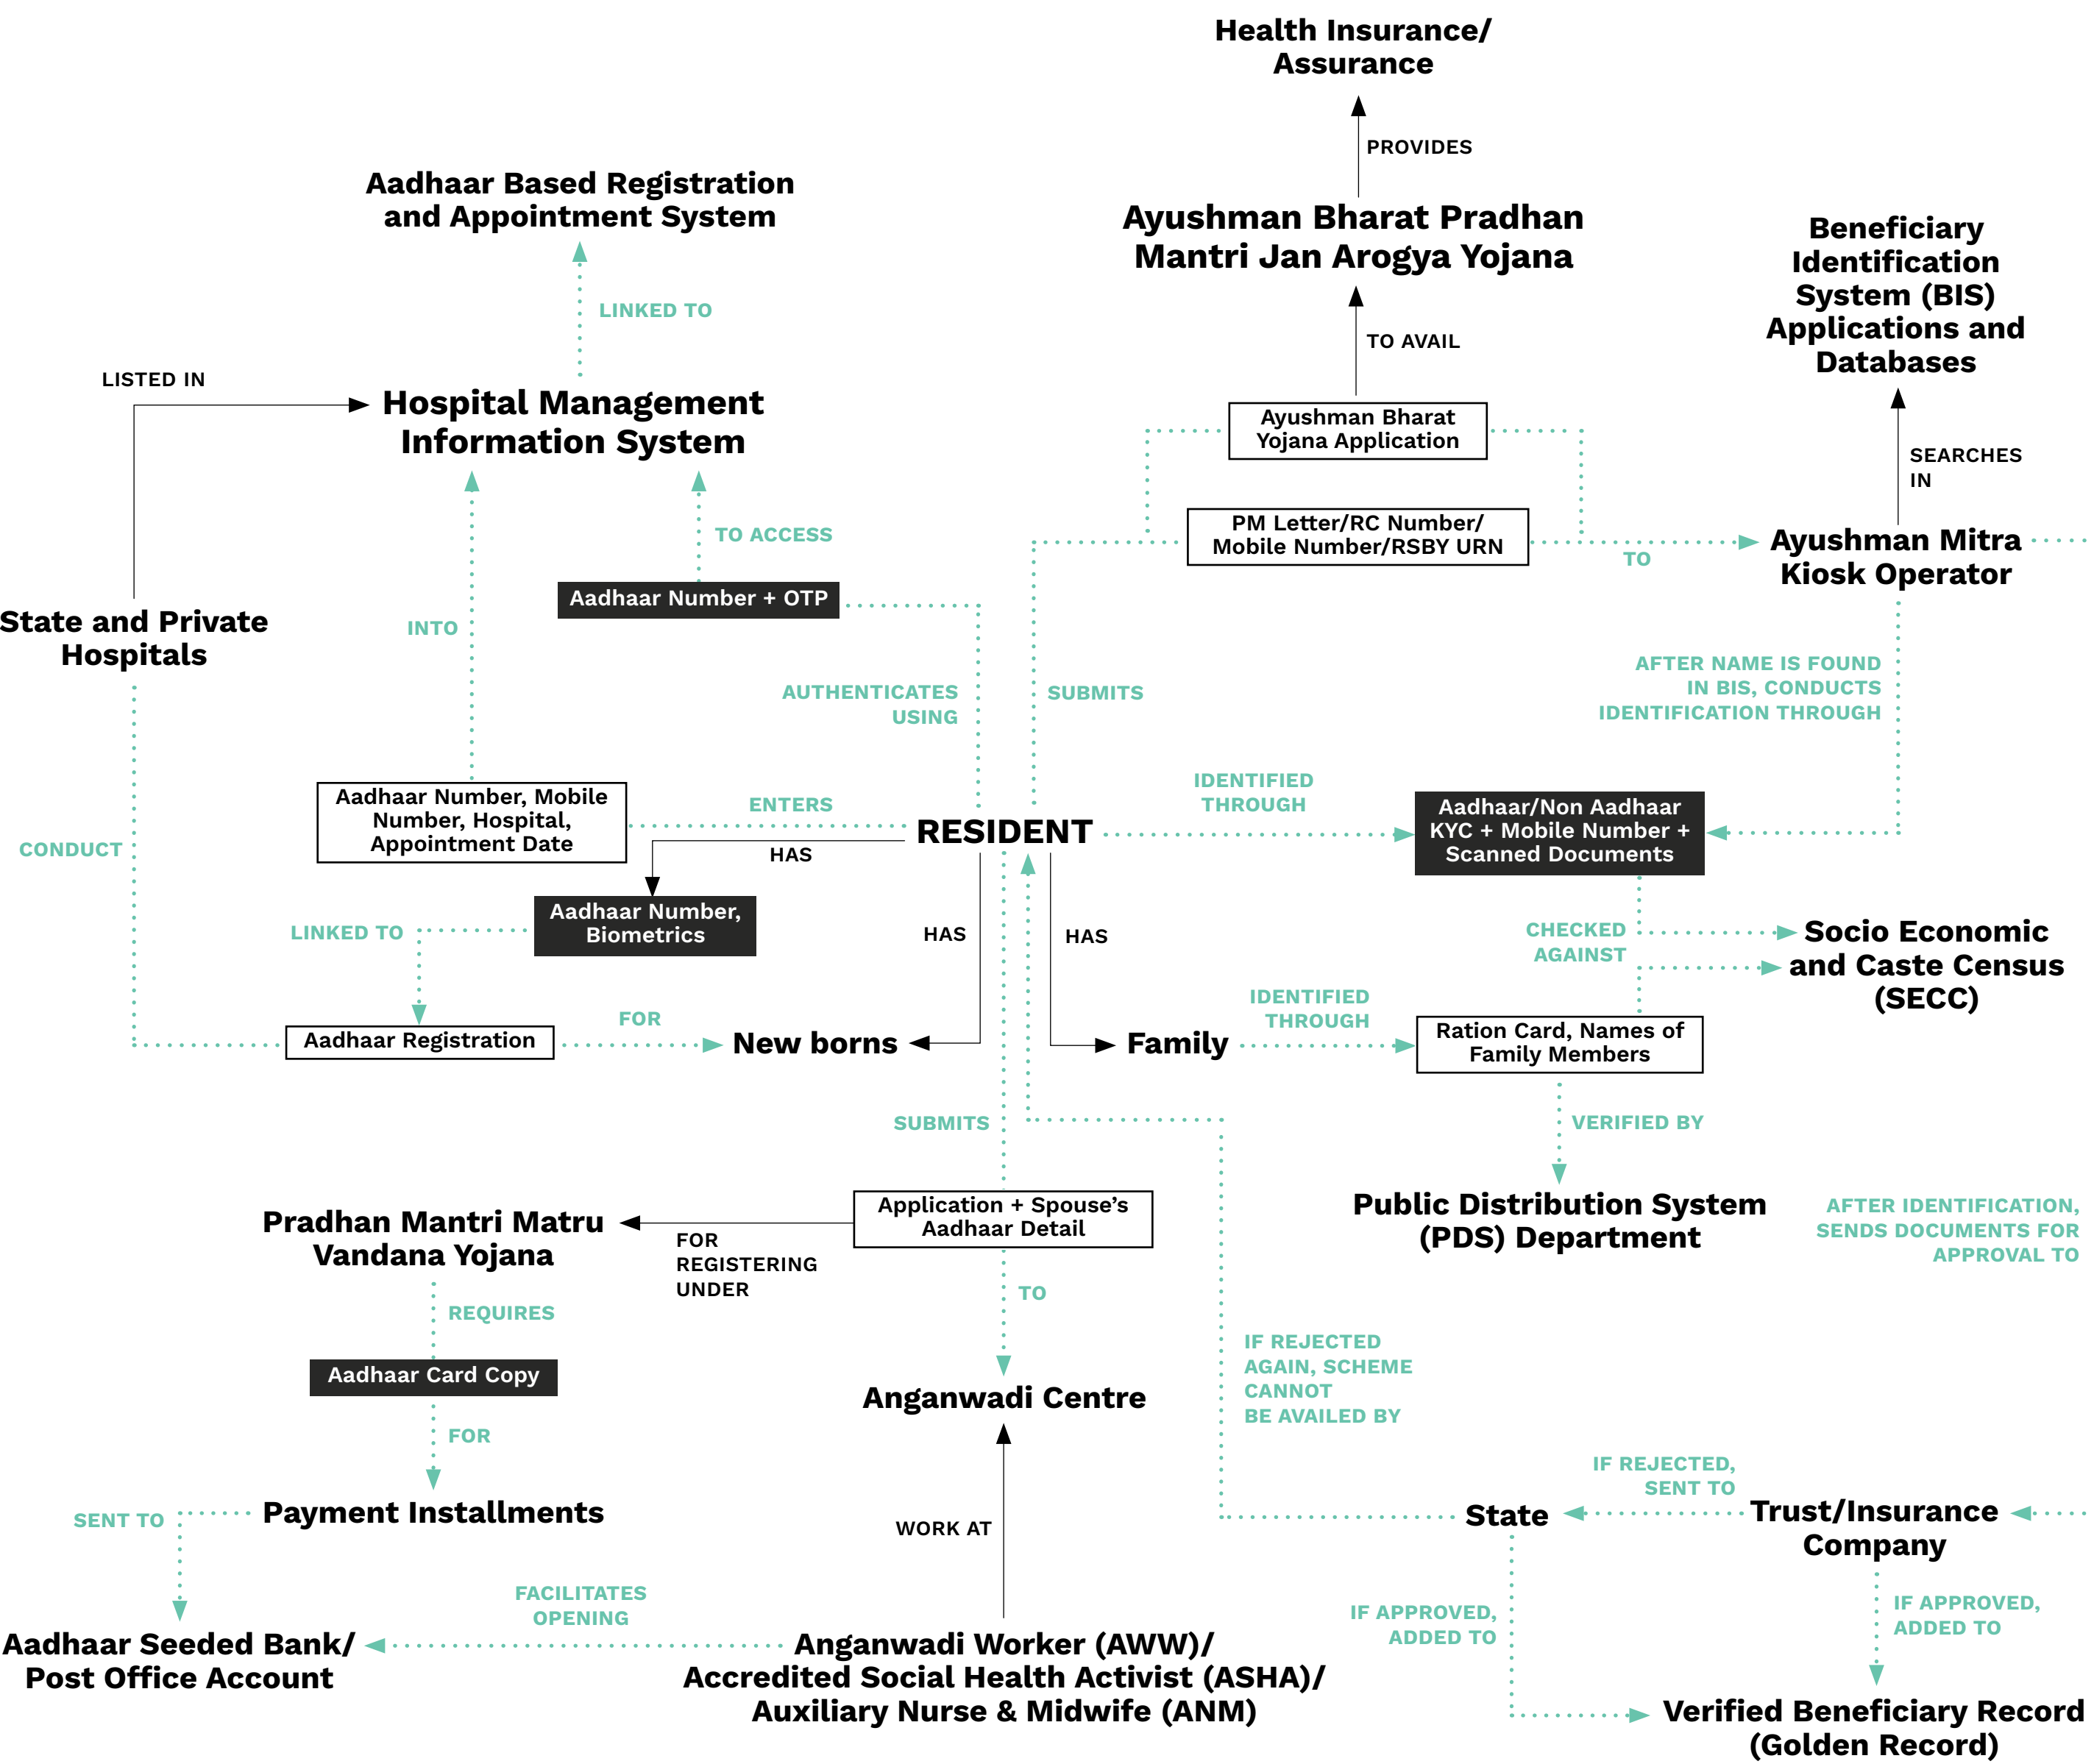 Health Insurance/
Assurance
PROVIDES
Aadhaar Based Registration
and Appointment System
Ayushman Bharat Pradhan
Mantri Jan Arogya Yojana
Beneficiary
Identification
System (BIS)
Applications and
Databases
LINKED TO
TO AVAIL
LISTED IN
Hospital Management
Information System
Ayushman Bharat
Yojana Application
SEARCHES
IN
PM Letter/RC Number/
Mobile Number/RSBY URN
TO ACCESS
Ayushman Mitra
Kiosk Operator
TO
Aadhaar Number + OTP
State and Private
Hospitals
INTO
AUTHENTICATES
USING
SUBMITS
AFTER NAME IS FOUND
IN BIS, CONDUCTS
IDENTIFICATION THROUGH
Aadhaar Number, Mobile
Number, Hospital,
Appointment Date
ENTERS
RESIDENT
IDENTIFIED
THROUGH
Aadhaar/Non Aadhaar
KYC + Mobile Number +
Scanned Documents
CONDUCT
HAS
Aadhaar Number,
Biometrics
LINKED TO
HAS
HAS
CHECKED
AGAINST
Socio Economic
and Caste Census
(SECC)
Aadhaar Registration
FOR
New borns
Family
IDENTIFIED
THROUGH
Ration Card, Names of
Family Members
SUBMITS
VERIFIED BY
Pradhan Mantri Matru
Vandana Yojana
FOR
REGISTERING
UNDER
Application + Spouse’s
Aadhaar Detail
Public Distribution System
(PDS) Department
AFTER IDENTIFICATION,
SENDS DOCUMENTS FOR
APPROVAL TO
REQUIRES
TO
Aadhaar Card Copy
Anganwadi Centre
IF REJECTED
AGAIN, SCHEME
CANNOT
BE AVAILED BY
FOR
Payment Installments
SENT TO
WORK AT
State
IF REJECTED,
SENT TO
Trust/Insurance
Company
FACILITATES
OPENING
IF APPROVED,
ADDED TO
IF APPROVED,
ADDED TO
Aadhaar Seeded Bank/
Post Office Account
Anganwadi Worker (AWW)/
Accredited Social Health Activist (ASHA)/
Auxiliary Nurse & Midwife (ANM)
Verified Beneficiary Record
(Golden Record)